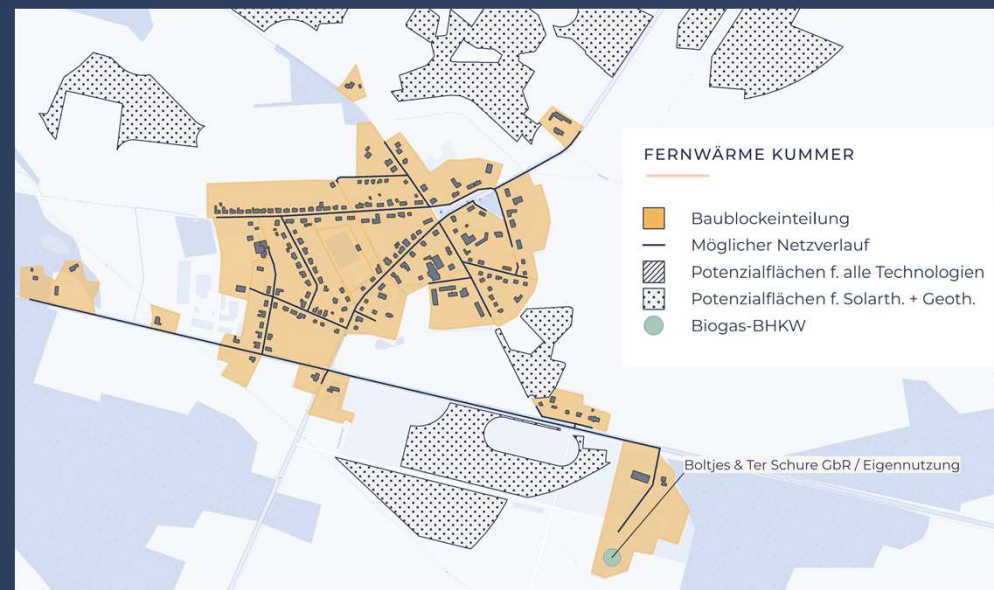 FERNWÄRME KUMMER
Baublockeinteilung
Möglicher Netzverlauf
Potenzialflächen f. alle Technologien
Potenzialflächen f. Solarth. + Geoth.
Biogas-BHKW
Boltjes & Ter Schure GbR / Eigennutzung